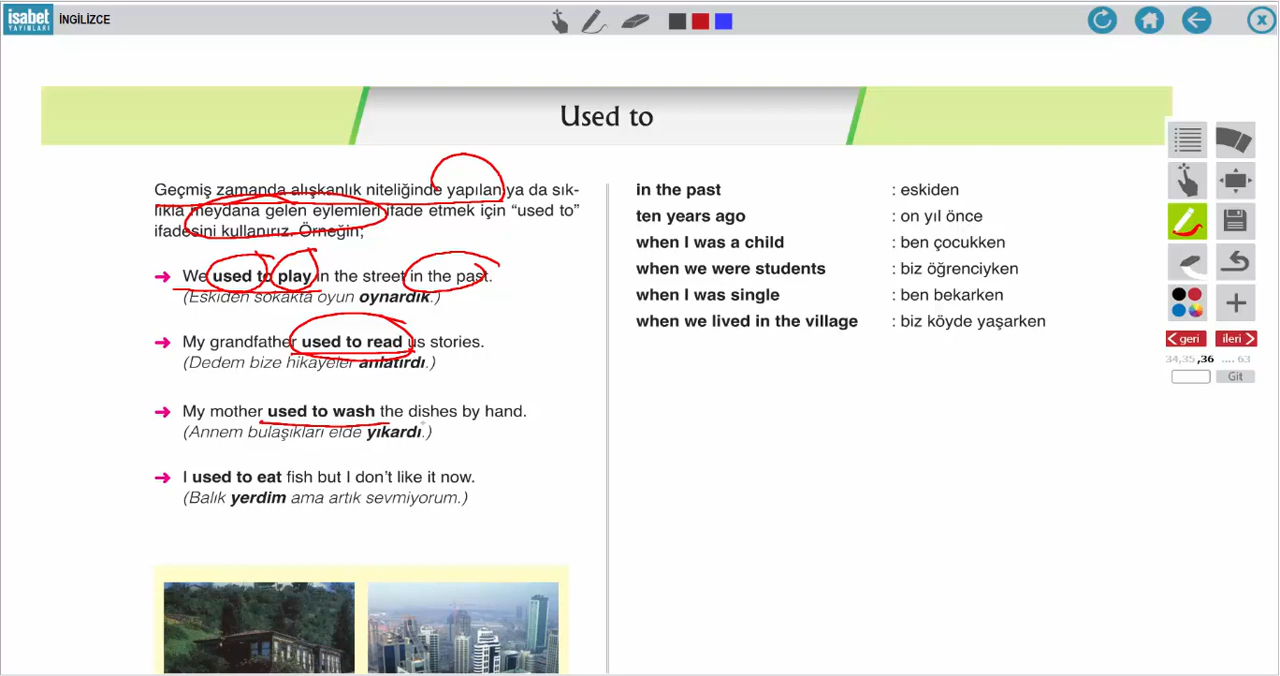 isabet
YAYINLARI
İNGİLİZCE
Used to
Geçmiş zamanda alışkanlık niteliğinde yapılan ya da sık-
lıkla meydana gelen eylemleri ifade etmek için “used to”
ifadesini kullanırız. Örneğin;
We used to play in the street in the past.
(Eskiden sokakta oyun oynardık.)
My grandfather used to read us stories.
(Dedem bize hikayeler anlatırdı.)
My mother used to wash the dishes by hand.
(Annem bulaşıkları elde yıkardı.)
I used to eat fish but I don’t like it now.
(Balık yerdim ama artık sevmiyorum.)
in the past : eskiden
ten years ago : on yıl önce
when I was a child : ben çocukken
when we were students : biz öğrenciyken
when I was single : ben bekarken
when we lived in the village : biz köyde yaşarken
geri ileri
34,35 ,36 .... 63
Git